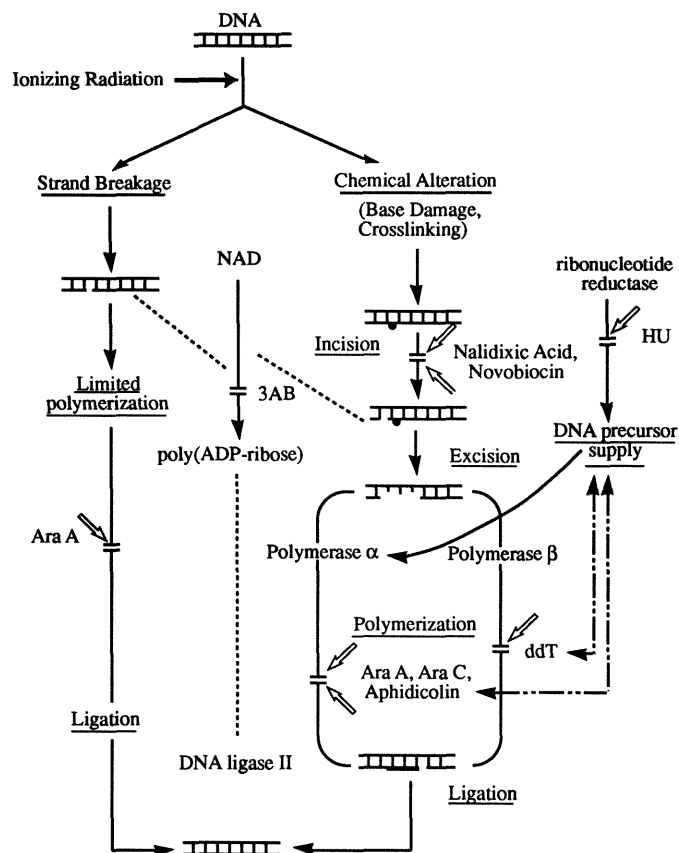 DNA
Ionizing Radiation
Strand Breakage
Chemical Alteration
(Base Damage,
Crosslinking)
NAD
ribonucleotide
reductase
HU
Incision
Nalidixic Acid,
Novobiocin
Limited
polymerization
3AB
poly(ADP-ribose)
DNA precursor
supply
Excision
Ara A
Polymerase α
Polymerase β
Polymerization
ddT
Ara A, Ara C,
Aphidicolin
Ligation
DNA ligase II
Ligation